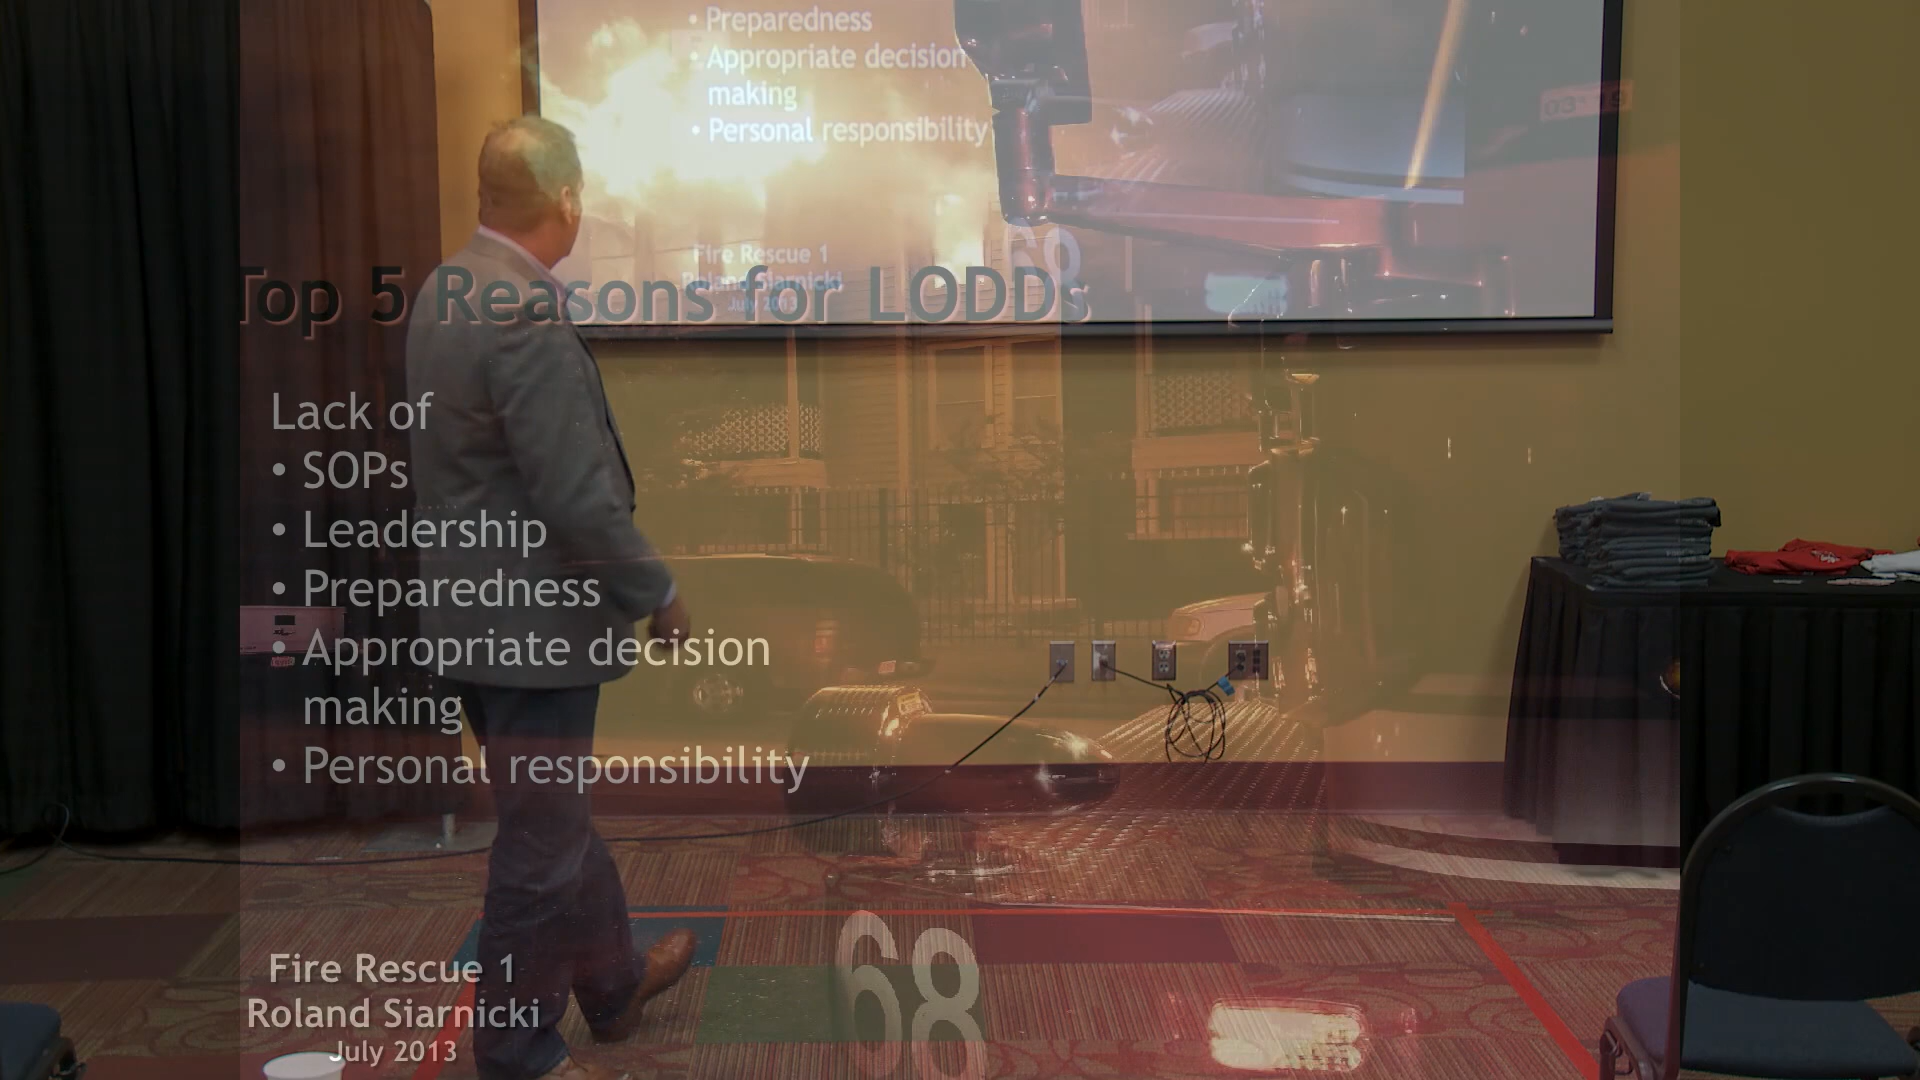 • Preparedness
• Appropriate decision
making
• Personal responsibility
Fire Rescue 1
Roland Siarnicki
July 2013
68
Top 5 Reasons for LODDs
Lack of
• SOPs
• Leadership
• Preparedness
• Appropriate decision
making
• Personal responsibility
Fire Rescue 1
Roland Siarnicki
July 2013
68